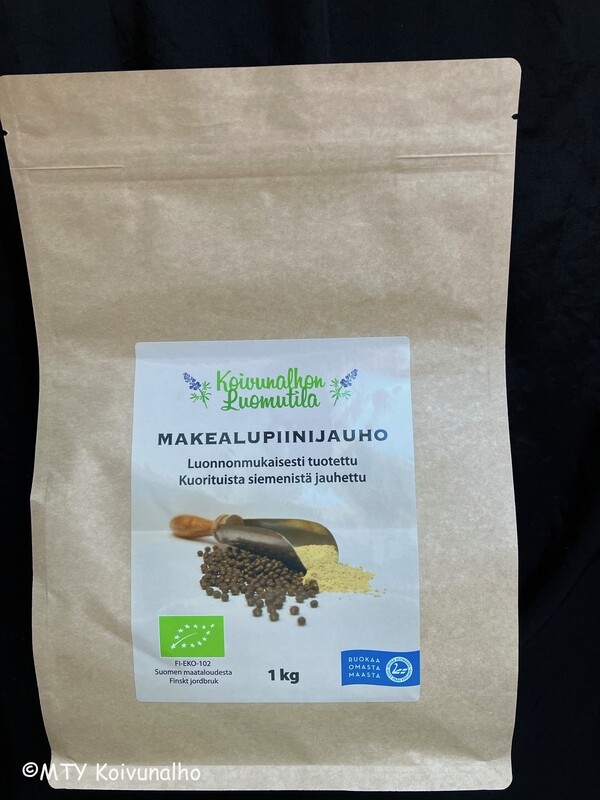 Koivunalhon
Luomutila
MAKEALUPIINIJAUHO
Luonnonmukaisesti tuotettu
Kuorituista siemenistä jauhettu
FI-EKO-102
Suomen maataloudesta
Finskt jordbruk
1 kg
RUOKAA
OMASTA
MAASTA
©MTY Koivunalho